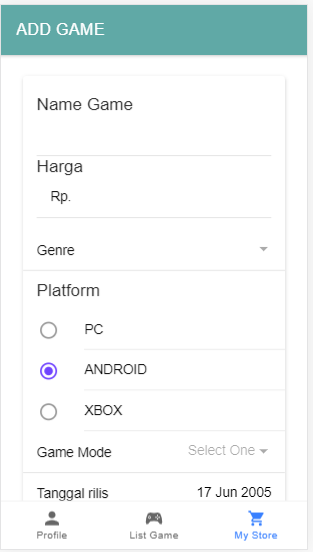 ADD GAME
Name Game
Harga
Rp.
Genre
Platform
PC
ANDROID
XBOX
Game Mode Select One
Tanggal rilis 17 Jun 2005
Profile List Game My Store